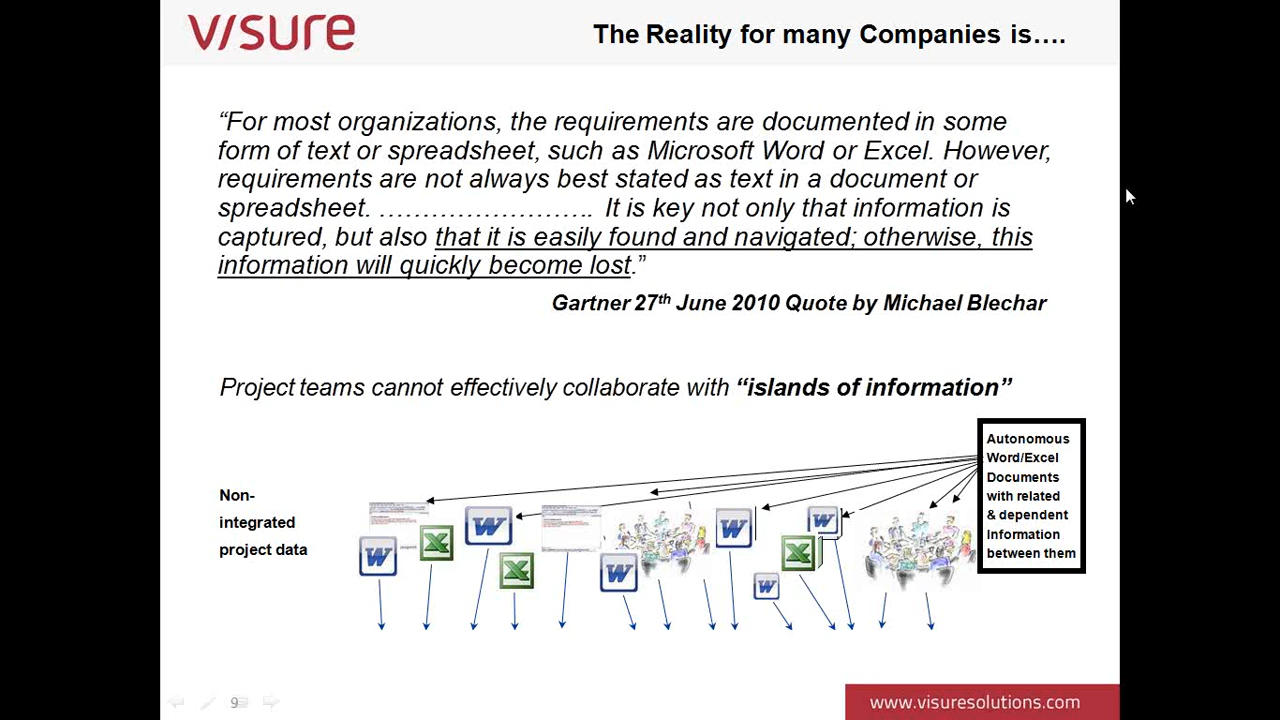 visure
The Reality for many Companies is….
“For most organizations, the requirements are documented in some
form of text or spreadsheet, such as Microsoft Word or Excel. However,
requirements are not always best stated as text in a document or
spreadsheet. …………………….. It is key not only that information is
captured, but also that it is easily found and navigated; otherwise, this
information will quickly become lost.”
Gartner 27th June 2010 Quote by Michael Blechar
Project teams cannot effectively collaborate with “islands of information”
Autonomous
Word/Excel
Documents
with related
& dependent
Information
between them
Non-
integrated
project data
W
X
W
X
W
W
W
X
W
9
www.visuresolutions.com